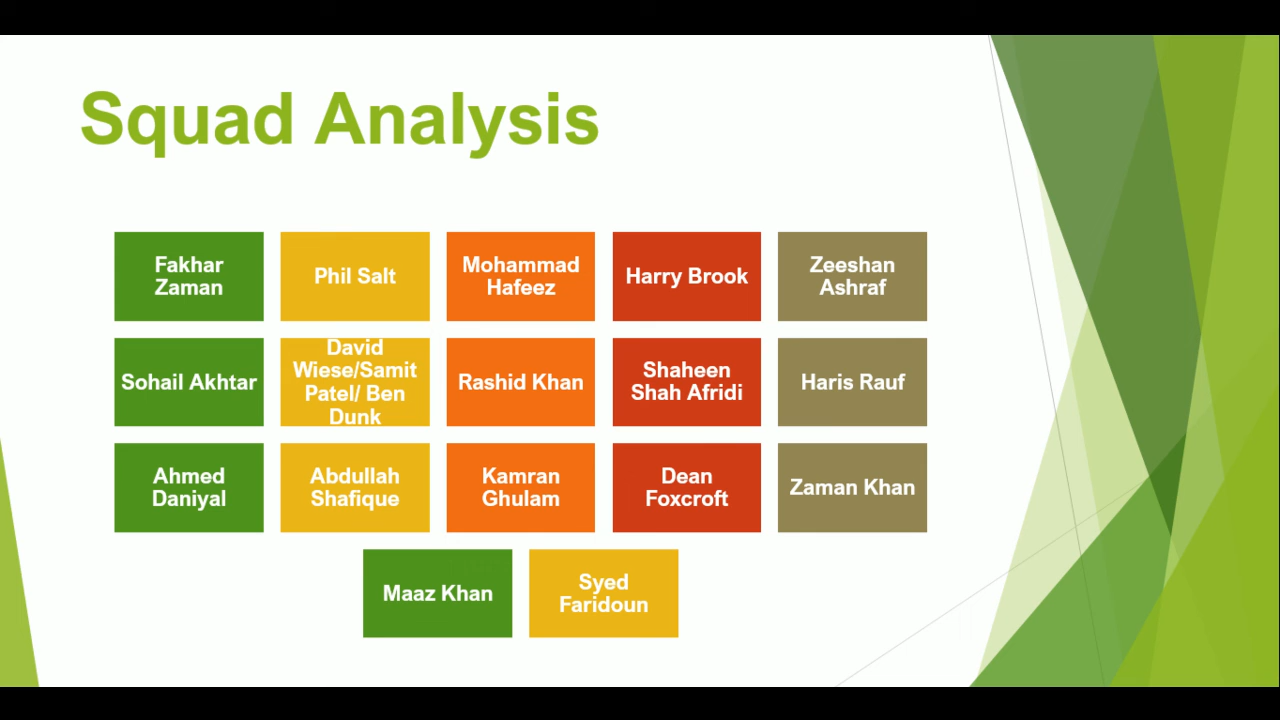 Squad Analysis
Fakhar
Zaman
Phil Salt
Mohammad
Hafeez
Harry Brook
Zeeshan
Ashraf
Sohail Akhtar
David
Wiese/Samit
Patel/ Ben
Dunk
Rashid Khan
Shaheen
Shah Afridi
Haris Rauf
Ahmed
Daniyal
Abdullah
Shafique
Kamran
Ghulam
Dean
Foxcroft
Zaman Khan
Maaz Khan
Syed
Faridoun